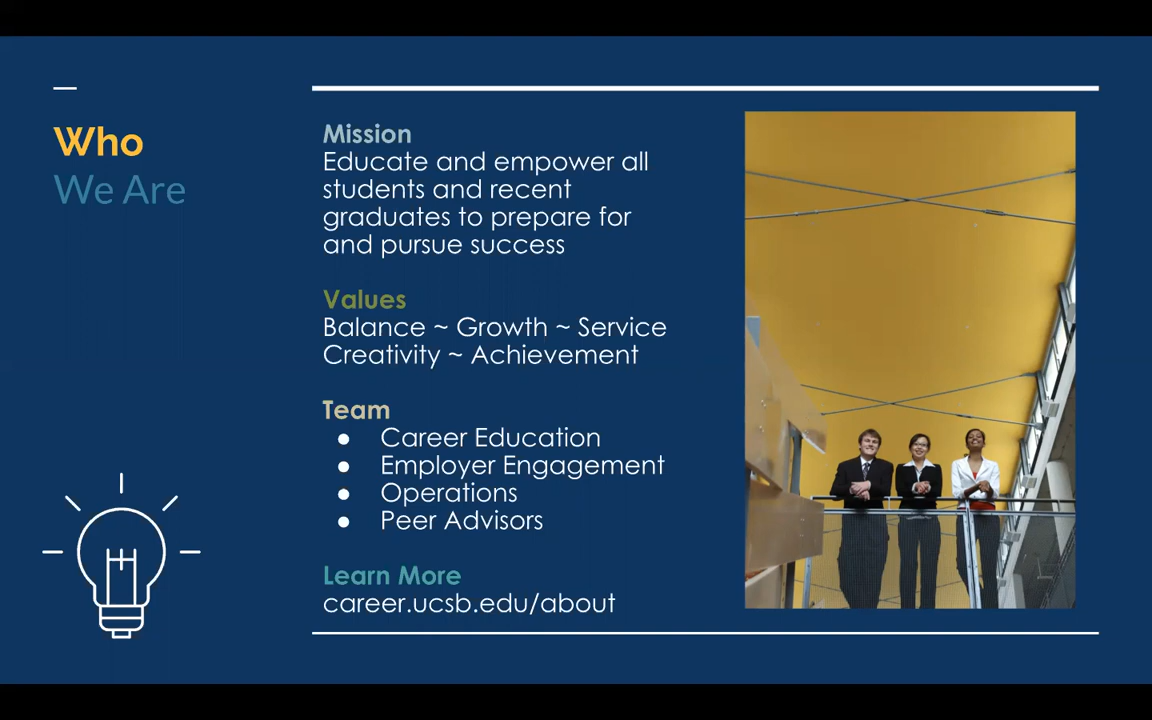 Who
We Are
Mission
Educate and empower all
students and recent
graduates to prepare for
and pursue success
Values
Balance ~ Growth ~ Service
Creativity ~ Achievement
Team
● Career Education
● Employer Engagement
● Operations
● Peer Advisors
Learn More
career.ucsb.edu/about